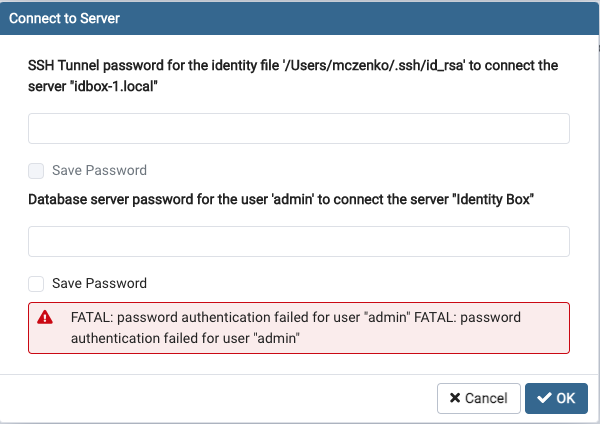 Connect to Server
SSH Tunnel password for the identity file '/Users/mczenko/.ssh/id_rsa' to connect the
server "idbox-1.local"
Save Password
Database server password for the user 'admin' to connect the server "Identity Box"
Save Password
FATAL: password authentication failed for user "admin" FATAL: password
authentication failed for user "admin"
Cancel
OK